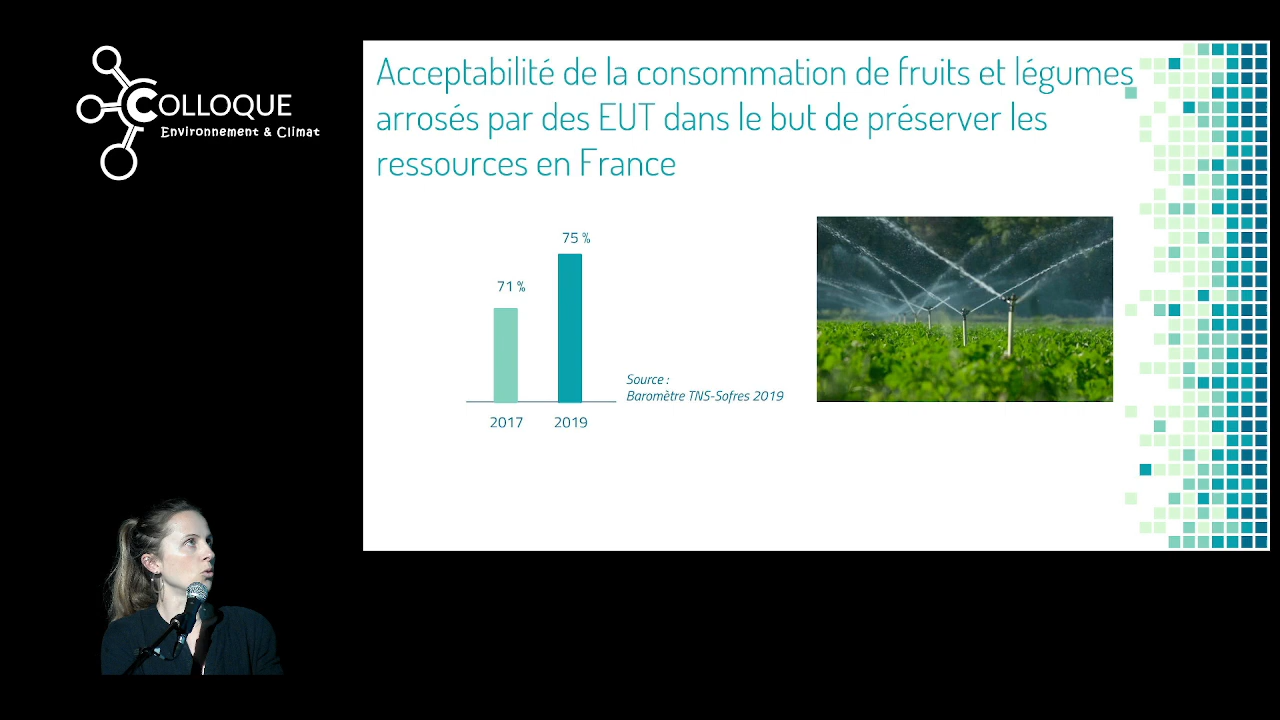 COLLOQUE
Environnement & Climat
Acceptabilité de la consommation de fruits et légumes
arrosés par des EUT dans le but de préserver les
ressources en France
75 %
71 %
Source :
Baromètre TNS-Sofres 2019
2017 2019